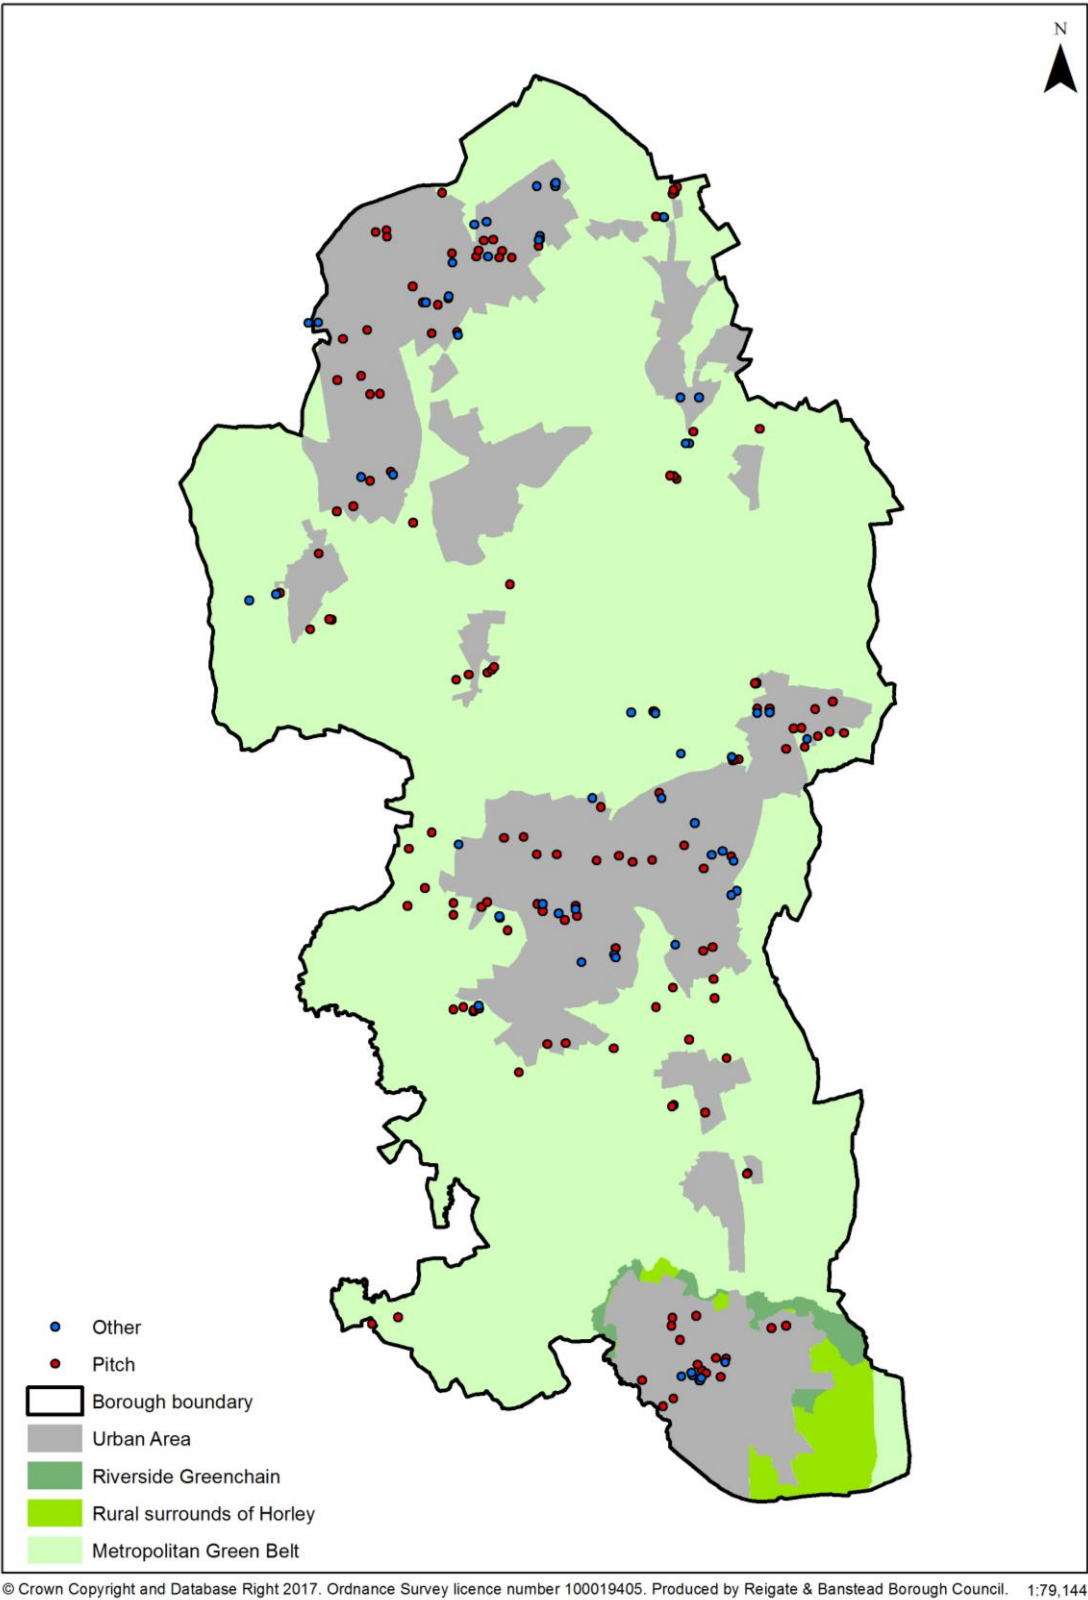 N
Other
Pitch
Borough boundary
Urban Area
Riverside Greenchain
Rural surrounds of Horley
Metropolitan Green Belt
© Crown Copyright and Database Right 2017. Ordnance Survey licence number 100019405. Produced by Reigate & Banstead Borough Council. 1:79,144